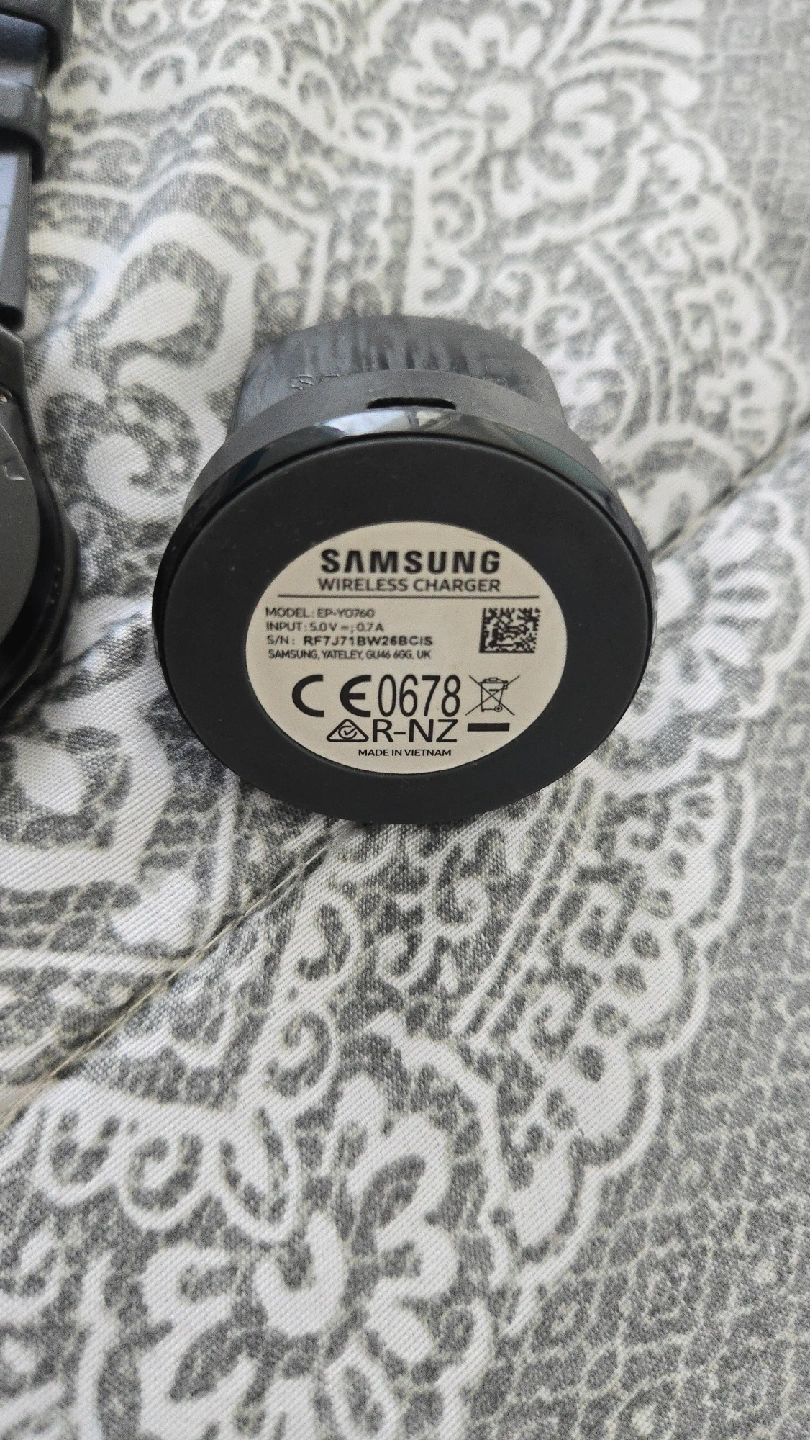 SAMSUNG
WIRELESS CHARGER
MODEL: EP-YO760
INPUT: 5.0V ⎓; 0.7A
S/N: RF7J71BW26BCIS
SAMSUNG, YATELEY, GU46 6GG, UK
CE0678
R-NZ
MADE IN VIETNAM